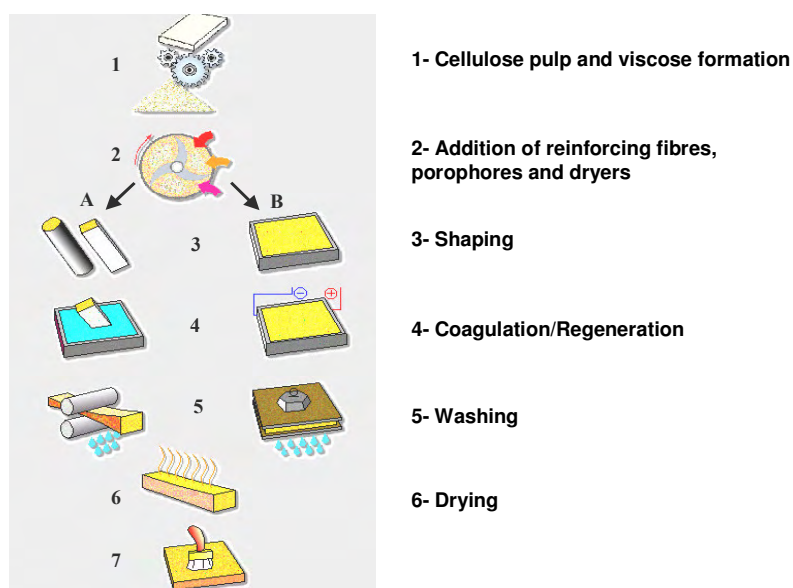 1
1- Cellulose pulp and viscose formation
2
2- Addition of reinforcing fibres,
porophores and dryers
A
B
3
3- Shaping
4
− +
4- Coagulation/Regeneration
5
5- Washing
6
6- Drying
7